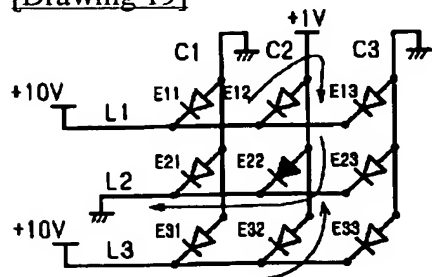 [Drawing 19]
+1V
C1 C2 C3
+10V E11 E12 E13
L1
E21 E22 E23
L2
+10V E31 E32 E33
L3